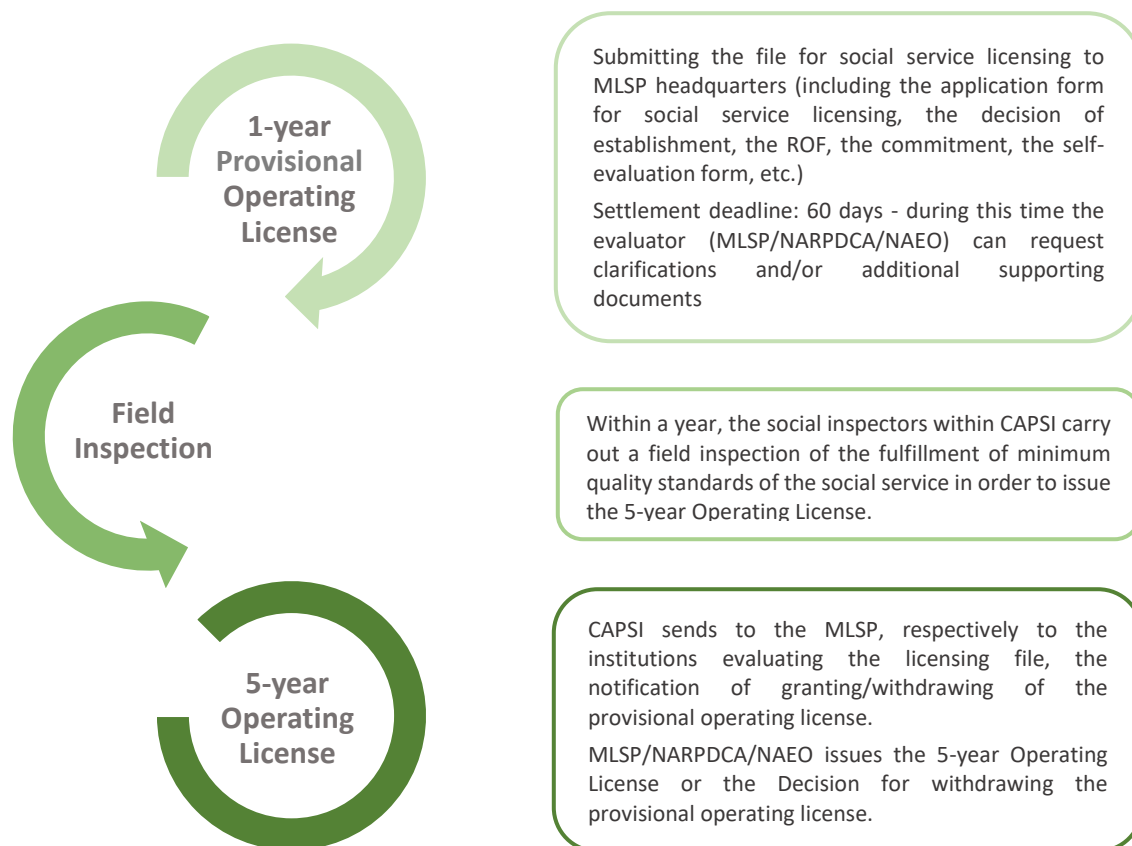 1-year
Provisional
Operating
License
Submitting the file for social service licensing to
MLSP headquarters (including the application form
for social service licensing, the decision of
establishment, the ROF, the commitment, the self-
evaluation form, etc.)
Settlement deadline: 60 days - during this time the
evaluator (MLSP/NARPDCA/NAEO) can request
clarifications and/or additional supporting
documents
Field
Inspection
Within a year, the social inspectors within CAPSI carry
out a field inspection of the fulfillment of minimum
quality standards of the social service in order to issue
the 5-year Operating License.
5-year
Operating
License
CAPSI sends to the MLSP, respectively to the
institutions evaluating the licensing file, the
notification of granting/withdrawing of the
provisional operating license.
MLSP/NARPDCA/NAEO issues the 5-year Operating
License or the Decision for withdrawing the
provisional operating license.